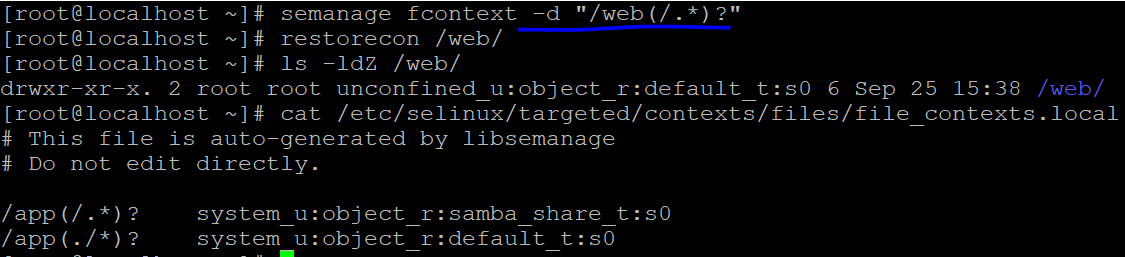 [root@localhost ~]# semanage fcontext -d "/web(/.*)?"
[root@localhost ~]# restorecon /web/
[root@localhost ~]# ls -ldZ /web/
drwxr-xr-x. 2 root root unconfined_u:object_r:default_t:s0 6 Sep 25 15:38 /web/
[root@localhost ~]# cat /etc/selinux/targeted/contexts/files/file_contexts.local
# This file is auto-generated by libsemanage
# Do not edit directly.

/app(/.*)?    system_u:object_r:samba_share_t:s0
/app(./*)?    system_u:object_r:default_t:s0